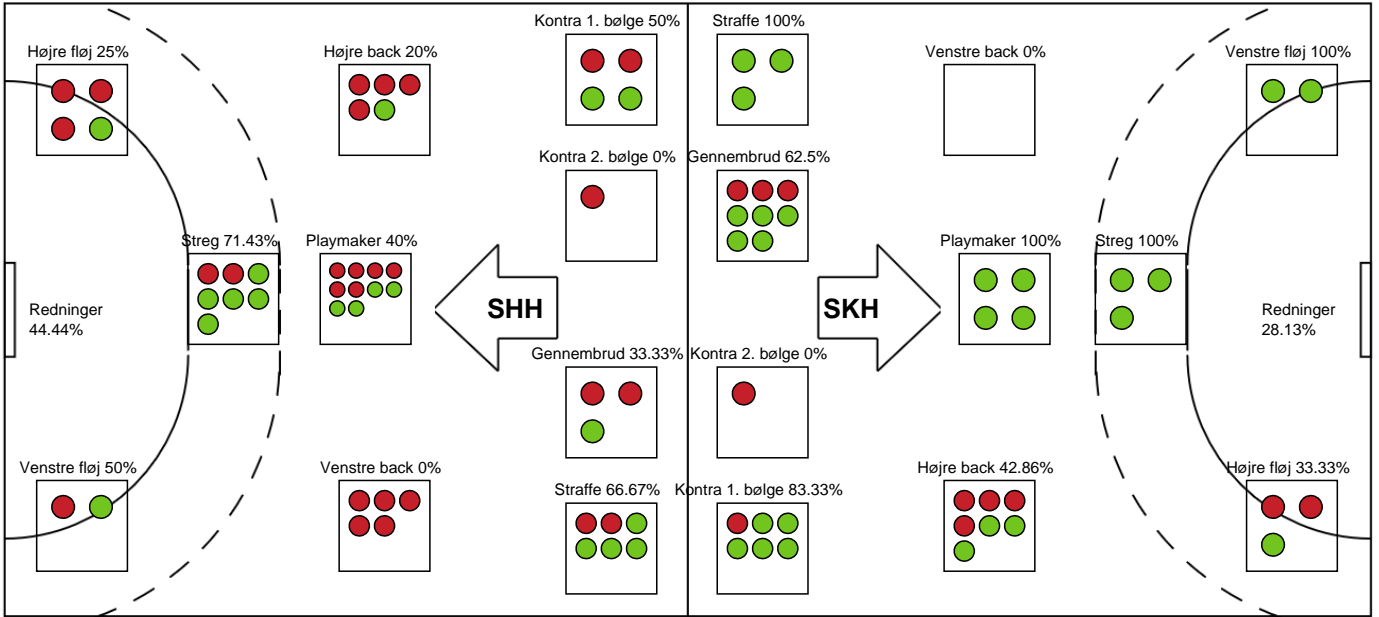 Kontra 1. bølge 50%
Straffe 100%
Højre fløj 25%
Højre back 20%
Venstre back 0%
Venstre fløj 100%
Kontra 2. bølge 0%
Gennembrud 62.5%
Streg 71.43%
Playmaker 40%
Playmaker 100%
Streg 100%
Redninger
44.44%
SHH
SKH
Redninger
28.13%
Gennembrud 33.33%
Kontra 2. bølge 0%
Venstre fløj 50%
Venstre back 0%
Højre back 42.86%
Højre fløj 33.33%
Straffe 66.67%
Kontra 1. bølge 83.33%